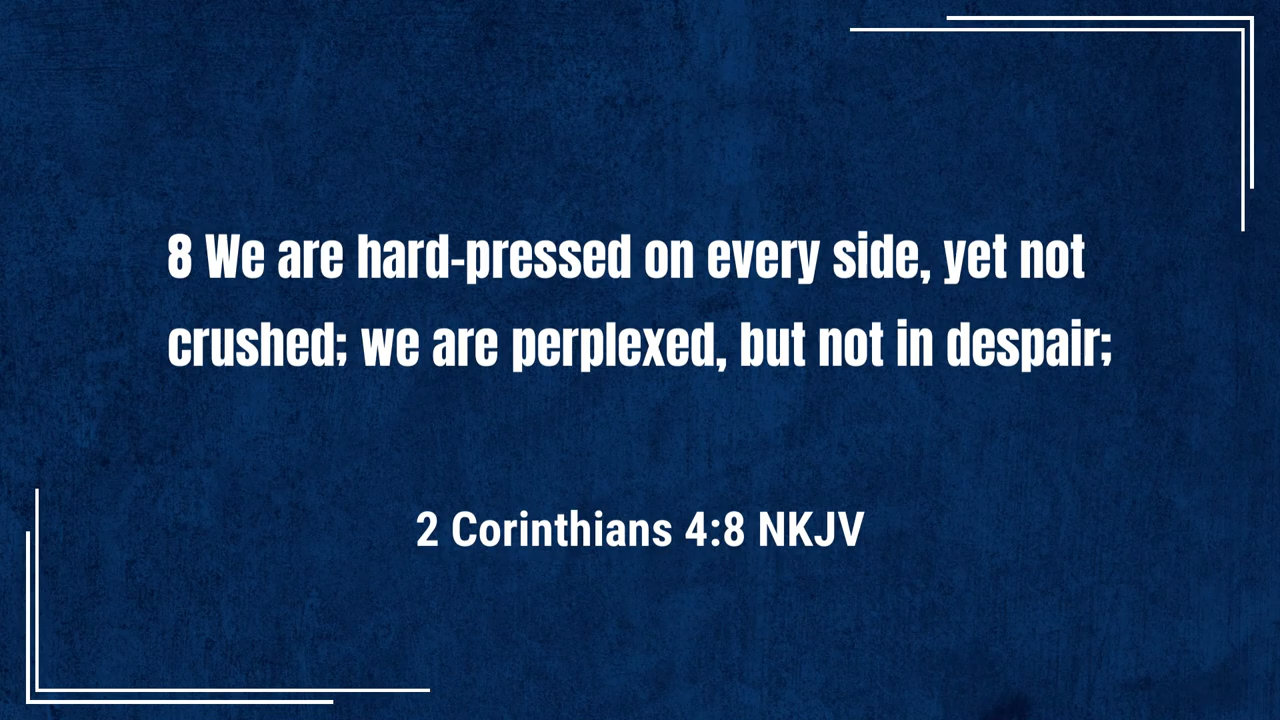 8 We are hard-pressed on every side, yet not
crushed; we are perplexed, but not in despair;
2 Corinthians 4:8 NKJV